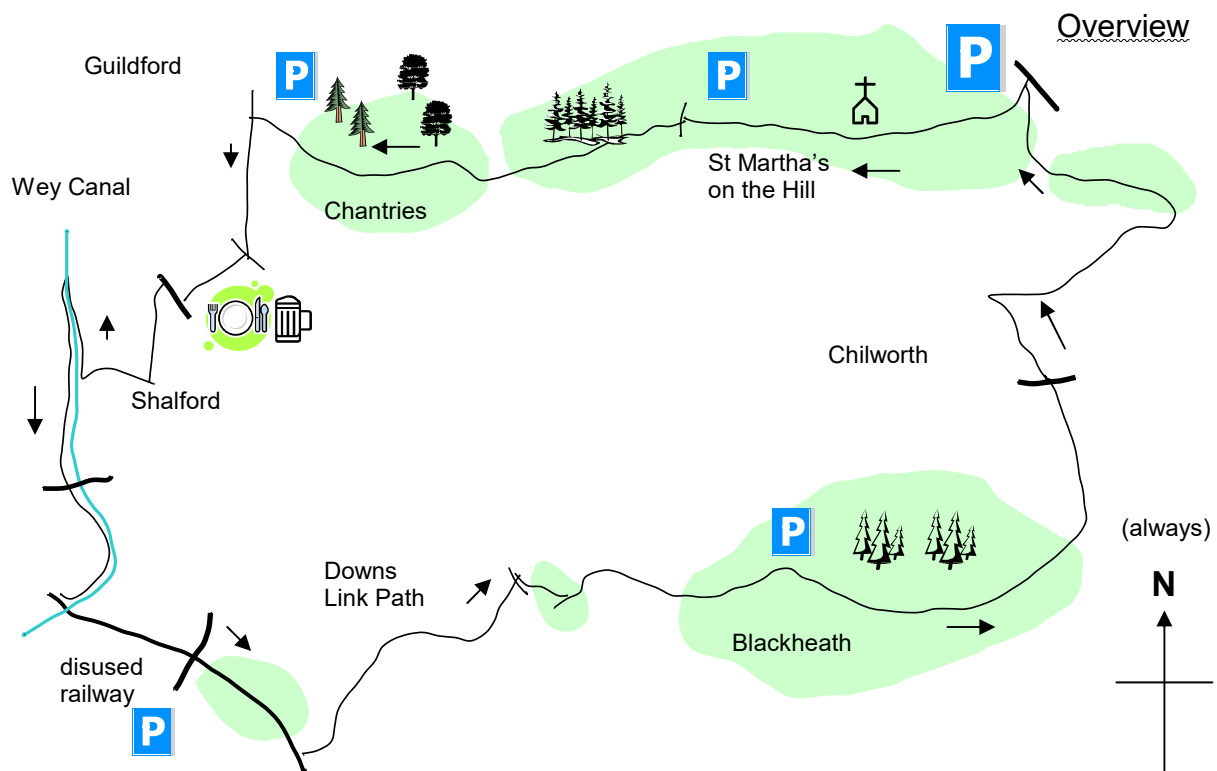 Overview
Guildford
P
P
P
Wey Canal
St Martha’s
on the Hill
Chantries
Chilworth
Shalford
P
(always)
N
Downs
Link Path
Blackheath
disused
railway
P